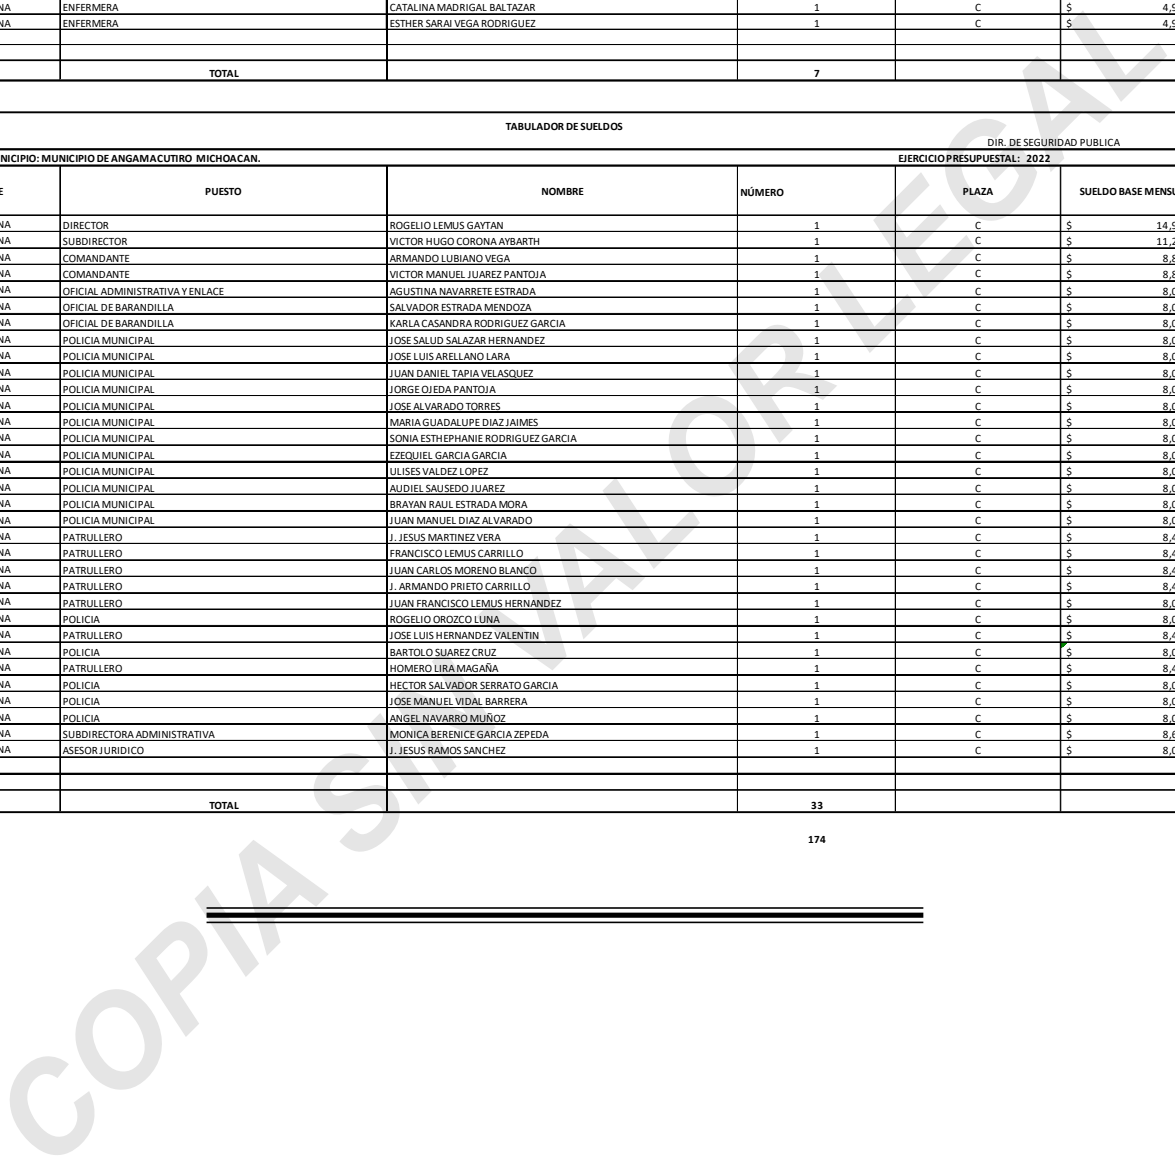 NA ENFERMERA CATALINA MADRIGAL BALTAZAR 1 C $ 4,9
NA ENFERMERA ESTHER SARAI VEGA RODRIGUEZ 1 C $ 4,9
TOTAL 7
TABULADOR DE SUELDOS
DIR. DE SEGURIDAD PUBLICA
NICIPIO: MUNICIPIO DE ANGAMACUTIRO MICHOACAN. EJERCICIO PRESUPUESTAL: 2022
E PUESTO NOMBRE NÚMERO PLAZA SUELDO BASE MENSU
NA DIRECTOR ROGELIO LEMUS GAYTAN 1 C $ 14,9
NA SUBDIRECTOR VICTOR HUGO CORONA AYBARTH 1 C $ 11,2
NA COMANDANTE ARMANDO LUBIANO VEGA 1 C $ 8,8
NA COMANDANTE VICTOR MANUEL JUAREZ PANTOJA 1 C $ 8,8
NA OFICIAL ADMINISTRATIVA Y ENLACE AGUSTINA NAVARRETE ESTRADA 1 C $ 8,0
NA OFICIAL DE BARANDILLA SALVADOR ESTRADA MENDOZA 1 C $ 8,0
NA OFICIAL DE BARANDILLA KARLA CASANDRA RODRIGUEZ GARCIA 1 C $ 8,0
NA POLICIA MUNICIPAL JOSE SALUD SALAZAR HERNANDEZ 1 C $ 8,0
NA POLICIA MUNICIPAL JOSE LUIS ARELLANO LARA 1 C $ 8,0
NA POLICIA MUNICIPAL JUAN DANIEL TAPIA VELASQUEZ 1 C $ 8,0
NA POLICIA MUNICIPAL JORGE OJEDA PANTOJA 1 C $ 8,0
NA POLICIA MUNICIPAL JOSE ALVARADO TORRES 1 C $ 8,0
NA POLICIA MUNICIPAL MARIA GUADALUPE DIAZ JAIMES 1 C $ 8,0
NA POLICIA MUNICIPAL SONIA ESTHEPHANIE RODRIGUEZ GARCIA 1 C $ 8,0
NA POLICIA MUNICIPAL EZEQUIEL GARCIA GARCIA 1 C $ 8,0
NA POLICIA MUNICIPAL ULISES VALDEZ LOPEZ 1 C $ 8,0
NA POLICIA MUNICIPAL AUDIEL SAUSEDO JUAREZ 1 C $ 8,0
NA POLICIA MUNICIPAL BRAYAN RAUL ESTRADA MORA 1 C $ 8,0
NA POLICIA MUNICIPAL JUAN MANUEL DIAZ ALVARADO 1 C $ 8,0
NA PATRULLERO J. JESUS MARTINEZ VERA 1 C $ 8,4
NA PATRULLERO FRANCISCO LEMUS CARRILLO 1 C $ 8,4
NA PATRULLERO JUAN CARLOS MORENO BLANCO 1 C $ 8,4
NA PATRULLERO J. ARMANDO PRIETO CARRILLO 1 C $ 8,4
NA PATRULLERO JUAN FRANCISCO LEMUS HERNANDEZ 1 C $ 8,0
NA POLICIA ROGELIO OROZCO LUNA 1 C $ 8,0
NA PATRULLERO JOSE LUIS HERNANDEZ VALENTIN 1 C $ 8,4
NA POLICIA BARTOLO SUAREZ CRUZ 1 C $ 8,0
NA PATRULLERO HOMERO LIRA MAGAÑA 1 C $ 8,4
NA POLICIA HECTOR SALVADOR SERRATO GARCIA 1 C $ 8,0
NA POLICIA JOSE MANUEL VIDAL BARRERA 1 C $ 8,0
NA POLICIA ANGEL NAVARRO MUÑOZ 1 C $ 8,0
NA SUBDIRECTORA ADMINISTRATIVA MONICA BERENICE GARCIA ZEPEDA 1 C $ 8,6
NA ASESOR JURIDICO J. JESUS RAMOS SANCHEZ 1 C $ 8,0
TOTAL 33
174
COPIA SIN VALOR LEGAL